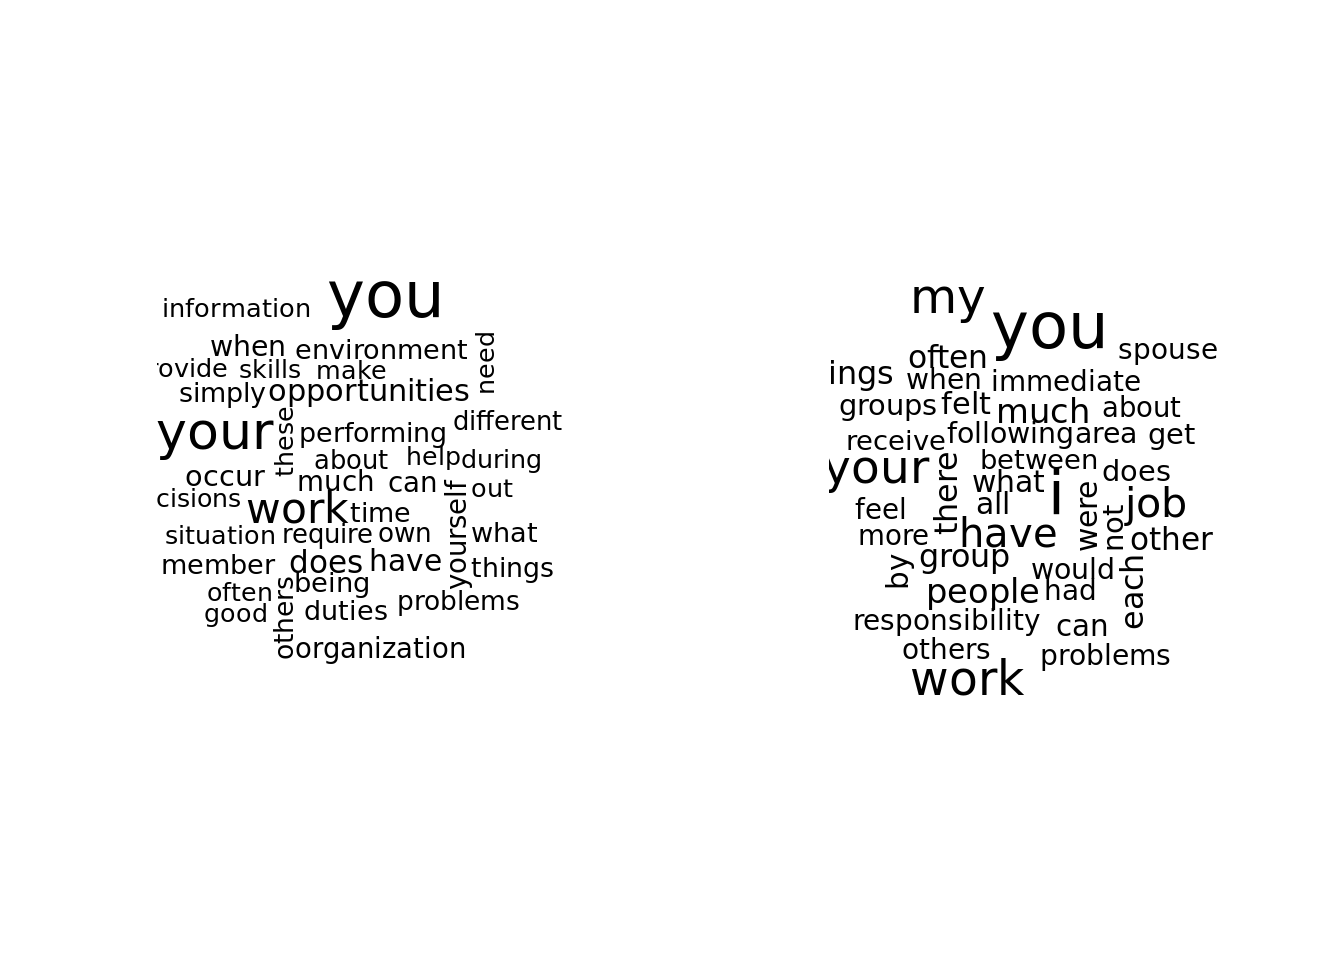 you
information
when
environment
need
ovide
skills
make
simply
opportunities
your
these
performing
different
about
help
during
occur
much
can
cisions
work
time
yourself
out
situation
require
own
what
member
does
have
things
often
being
good
others
duties
problems
organization
my
you
spouse
often
ings
when
immediate
groups
felt
much
about
receive
following
area
get
your
there
between
what
does
feel
all
i
were
not
job
more
have
other
by
group
would
each
people
had
responsibility
can
others
problems
work